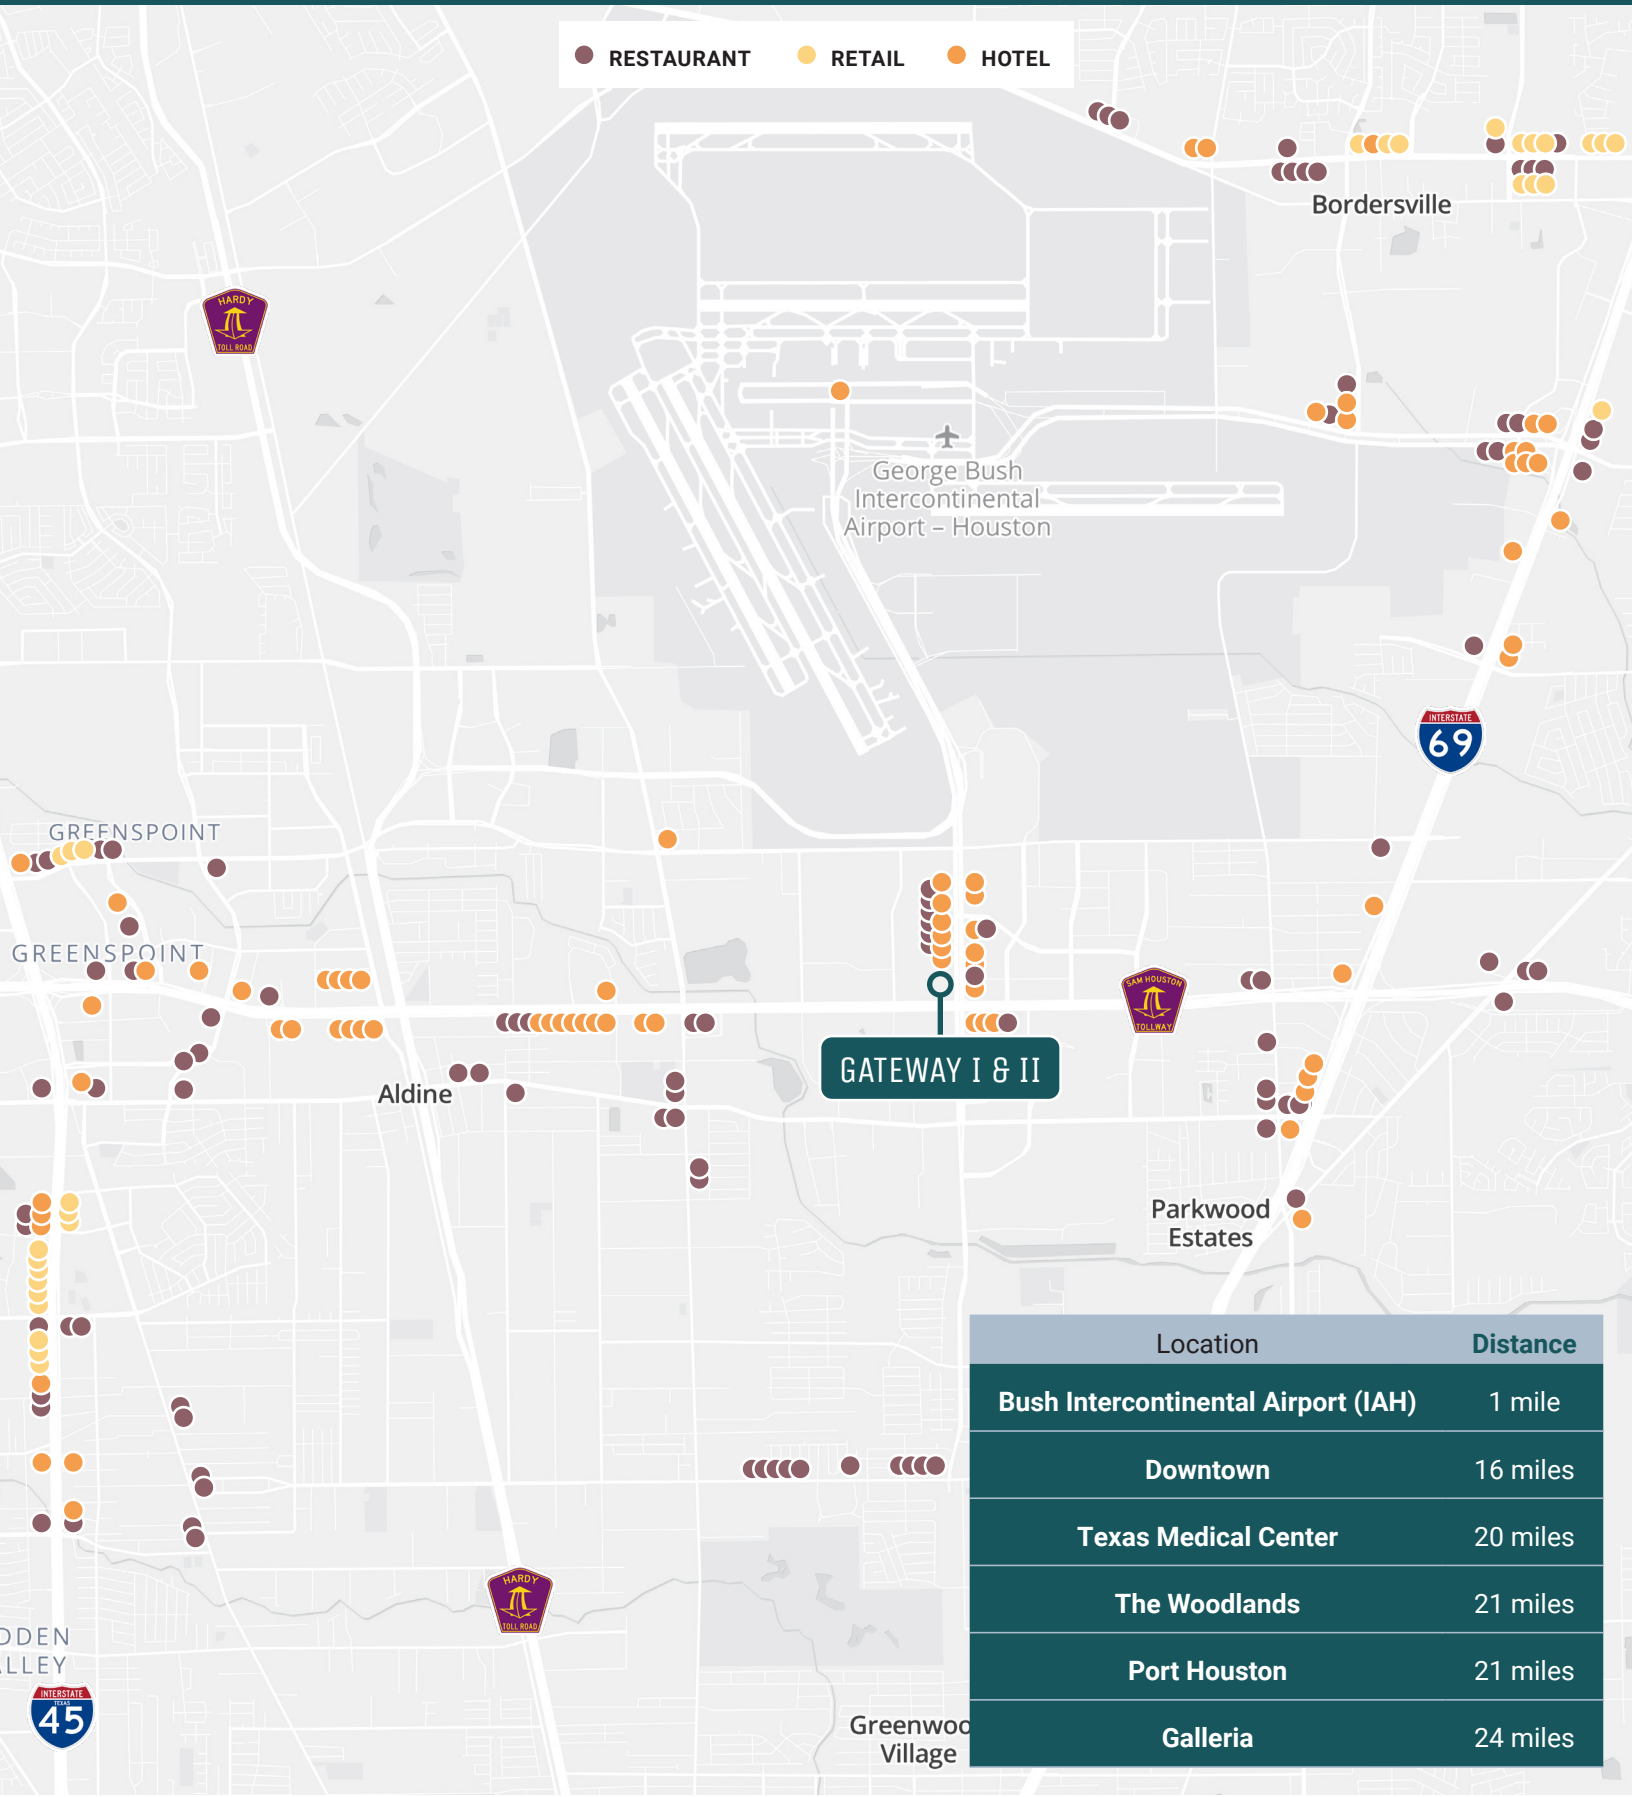 RESTAURANT RETAIL HOTEL
Bordersville
HARDY
TOLL ROAD
George Bush
Intercontinental
Airport – Houston
INTERSTATE
69
GREENSPOINT
GREENSPOINT
SAM HOUSTON
TOLLWAY
GATEWAY I & II
Aldine
Parkwood
Estates
Location Distance
Bush Intercontinental Airport (IAH) 1 mile
Downtown 16 miles
Texas Medical Center 20 miles
The Woodlands 21 miles
Port Houston 21 miles
Galleria 24 miles
HARDY
TOLL ROAD
DDEN
LLEY
INTERSTATE
TEXAS
45
Greenwoo
Village